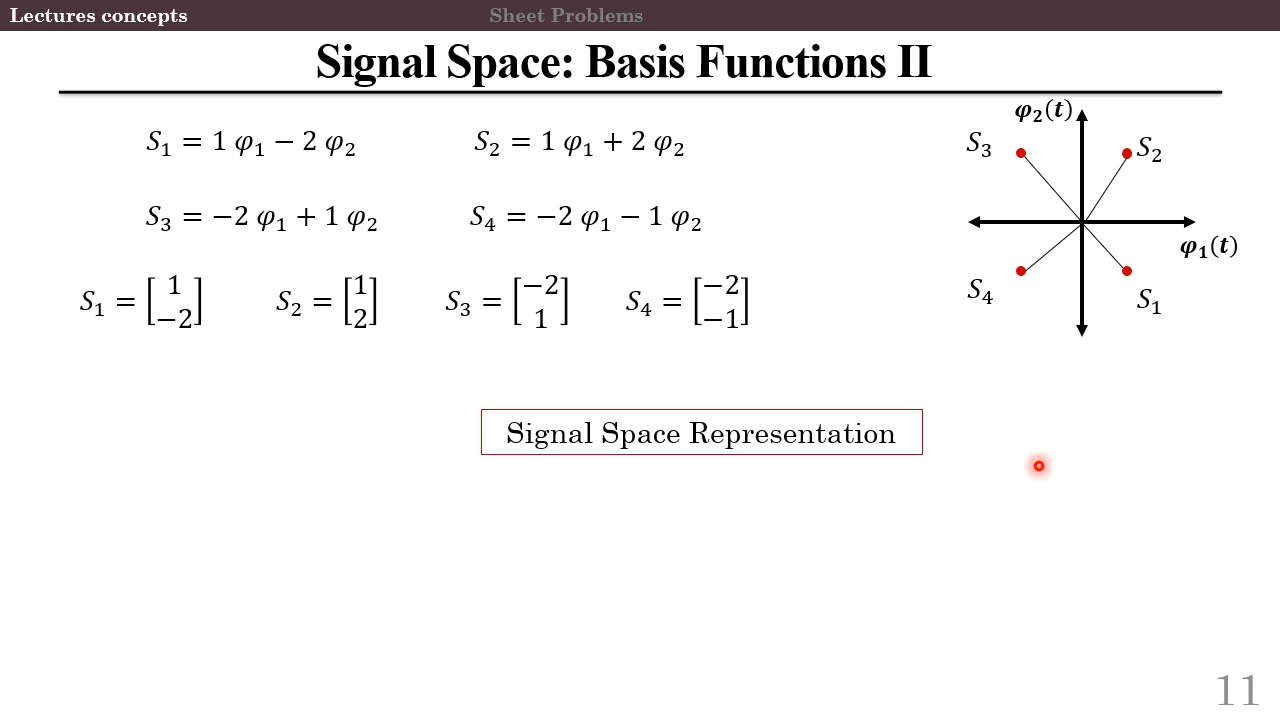 Lectures concepts Sheet Problems
Signal Space: Basis Functions II
S₁ = 1 φ₁ − 2 φ₂ S₂ = 1 φ₁ + 2 φ₂
S₃ = −2 φ₁ + 1 φ₂ S₄ = −2 φ₁ − 1 φ₂
S₁ = [1 −2] S₂ = [1 2] S₃ = [−2 1] S₄ = [−2 −1]
φ₂(t)
S₃ S₂
φ₁(t)
S₄ S₁
Signal Space Representation
11